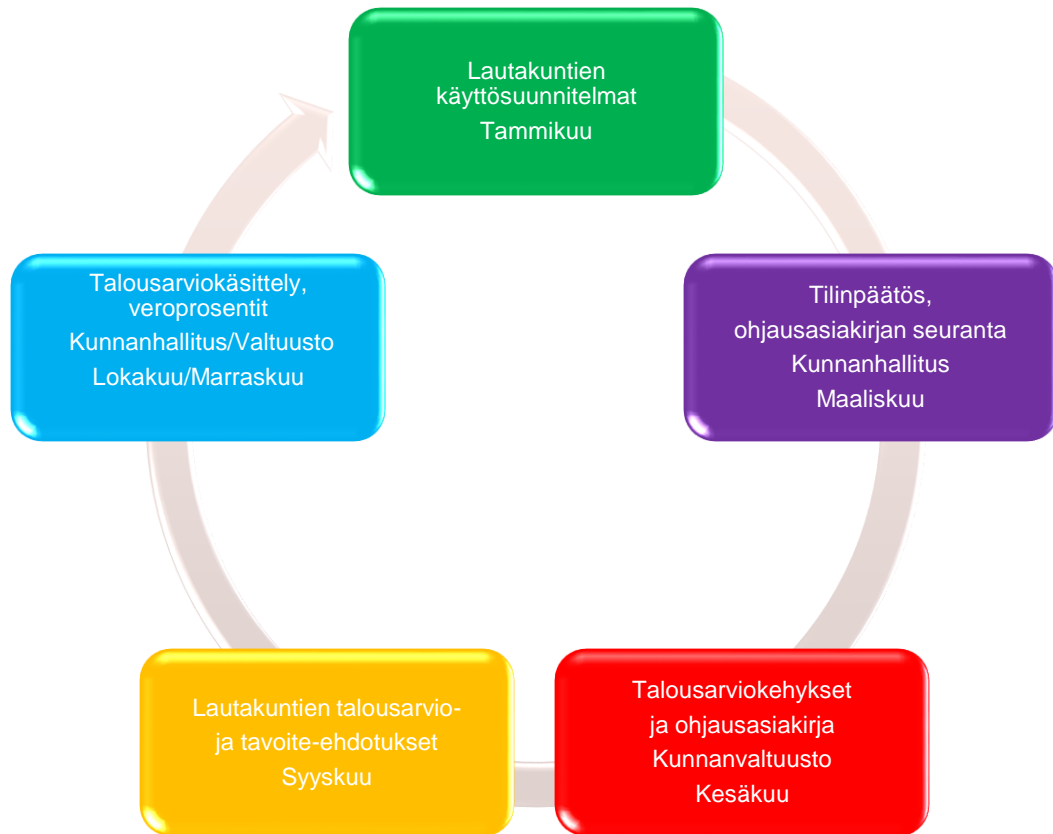 Lautakuntien
käyttösuunnitelmat
Tammikuu
Tilinpäätös,
ohjausasiakirjan seuranta
Kunnanhallitus
Maaliskuu
Talousarviokehykset
ja ohjausasiakirja
Kunnanvaltuusto
Kesäkuu
Lautakuntien talousarvio-
ja tavoite-ehdotukset
Syyskuu
Talousarviokäsittely,
veroprosentit
Kunnanhallitus/Valtuusto
Lokakuu/Marraskuu